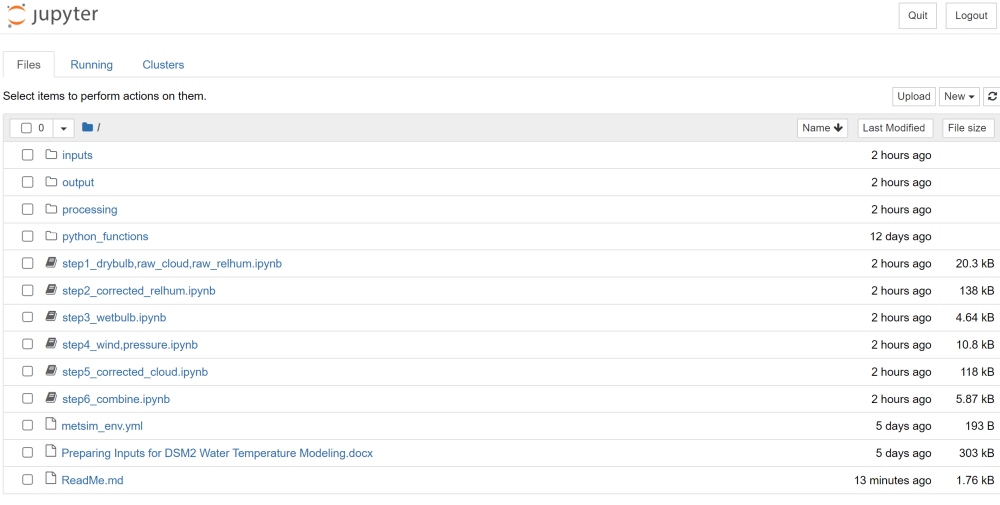 jupyter Quit Logout
Files Running Clusters
Select items to perform actions on them. Upload New
0 / Name Last Modified File size
inputs 2 hours ago
output 2 hours ago
processing 2 hours ago
python_functions 12 days ago
step1_drybulb,raw_cloud,raw_relhum.ipynb 2 hours ago 20.3 kB
step2_corrected_relhum.ipynb 2 hours ago 138 kB
step3_wetbulb.ipynb 2 hours ago 4.64 kB
step4_wind,pressure.ipynb 2 hours ago 10.8 kB
step5_corrected_cloud.ipynb 2 hours ago 118 kB
step6_combine.ipynb 2 hours ago 5.87 kB
metsim_env.yml 5 days ago 193 B
Preparing Inputs for DSM2 Water Temperature Modeling.docx 5 days ago 303 kB
ReadMe.md 13 minutes ago 1.76 kB